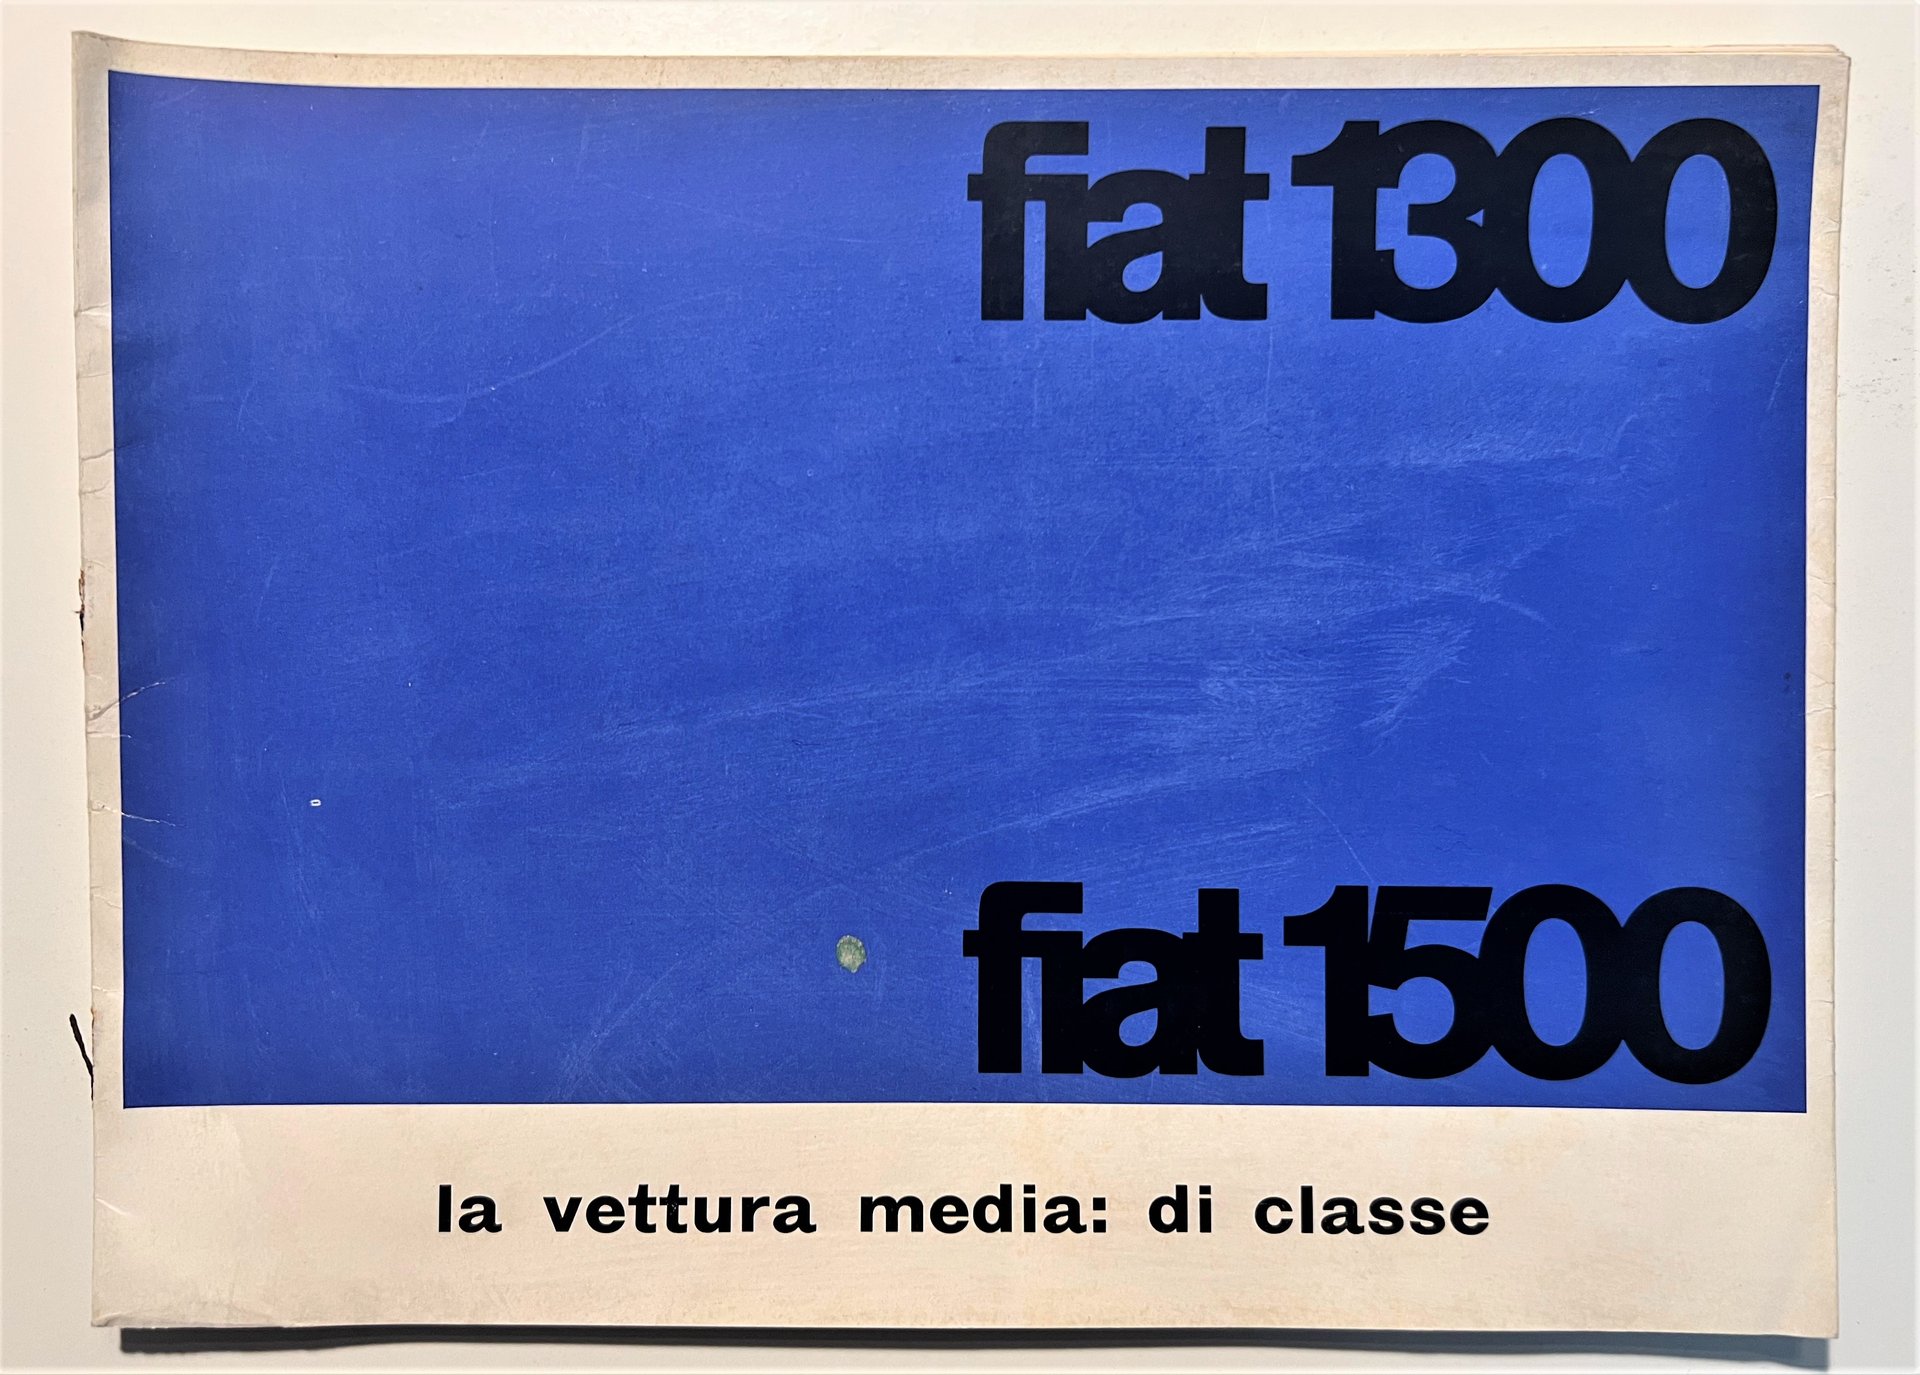 fiat 1300
fiat 1500
la vettura media: di classe